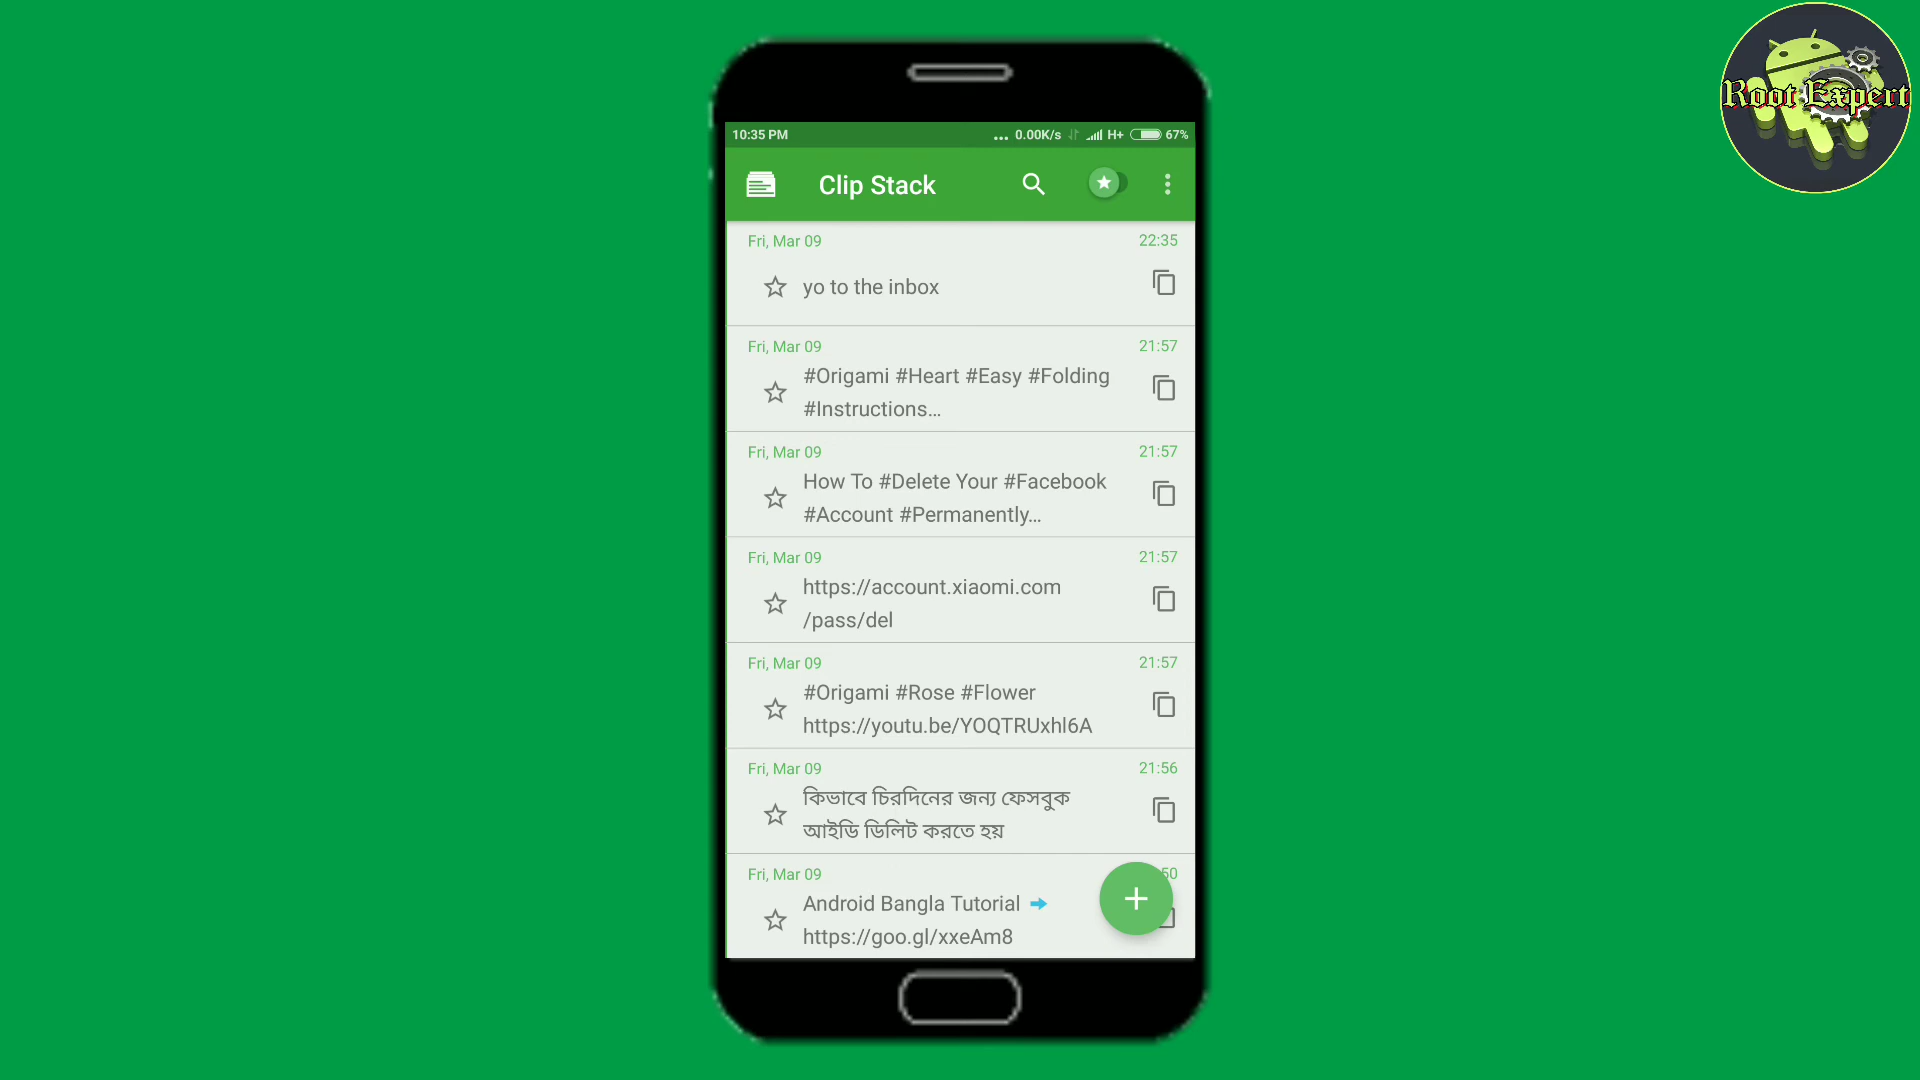 Root Expert
10:35 PM ... 0.00K/s H+ 67%
Clip Stack
Fri, Mar 09 22:35
yo to the inbox
Fri, Mar 09 21:57
#Origami #Heart #Easy #Folding
#Instructions...
Fri, Mar 09 21:57
How To #Delete Your #Facebook
#Account #Permanently...
Fri, Mar 09 21:57
https://account.xiaomi.com
/pass/del
Fri, Mar 09 21:57
#Origami #Rose #Flower
https://youtu.be/YOQTRUxhl6A
Fri, Mar 09 21:56
কিভাবে চিরদিনের জন্য ফেসবুক
আইডি ডিলিট করতে হয়
Fri, Mar 09 50
Android Bangla Tutorial ➡
https://goo.gl/xxeAm8